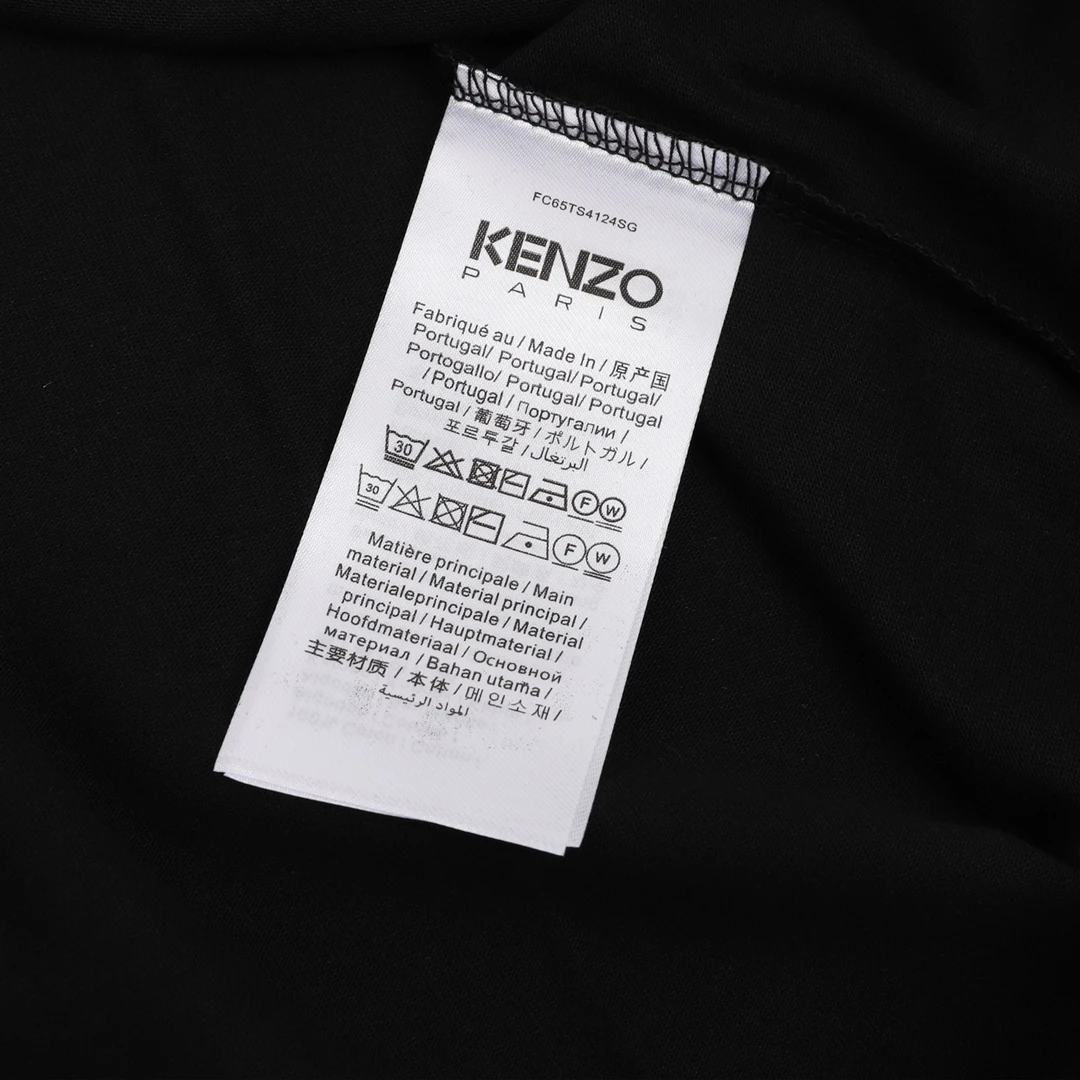 FC65TS4124SG
KENZO
PARIS
Fabriqué au / Made In / 原产国
Portugal/ Portugal/Portugal/
Portogallo/ Portugal/ Portugal
/Portugal / Португалии /
Portugal / 葡萄牙 / ポルトガル /
포르투갈 / البرتغال
30 F W
30 F W
Matière principale / Main
material / Material principal /
Materialeprincipale / Material
principal / Hauptmaterial /
Hoofdmateriaal / Основной
материал / Bahan utama /
主要材质 / 本体 / 메인소재 /
المواد الرئيسية